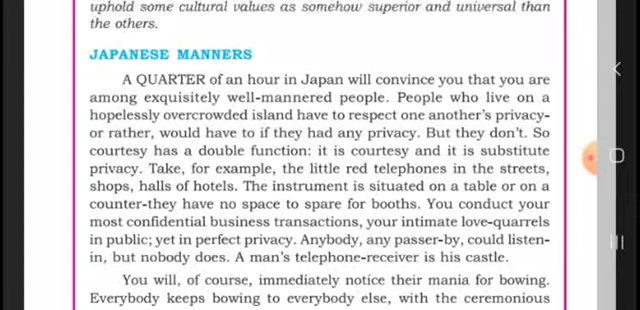 uphold some cultural values as somehow superior and universal than
the others.
JAPANESE MANNERS
A QUARTER of an hour in Japan will convince you that you are
among exquisitely well-mannered people. People who live on a
hopelessly overcrowded island have to respect one another's privacy-
or rather, would have to if they had any privacy. But they don't. So
courtesy has a double function: it is courtesy and it is substitute
privacy. Take, for example, the little red telephones in the streets,
shops, halls of hotels. The instrument is situated on a table or on a
counter-they have no space to spare for booths. You conduct your
most confidential business transactions, your intimate love-quarrels
in public; yet in perfect privacy. Anybody, any passer-by, could listen-
in, but nobody does. A man's telephone-receiver is his castle.
You will, of course, immediately notice their mania for bowing.
Everybody keeps bowing to everybody else, with the ceremonious